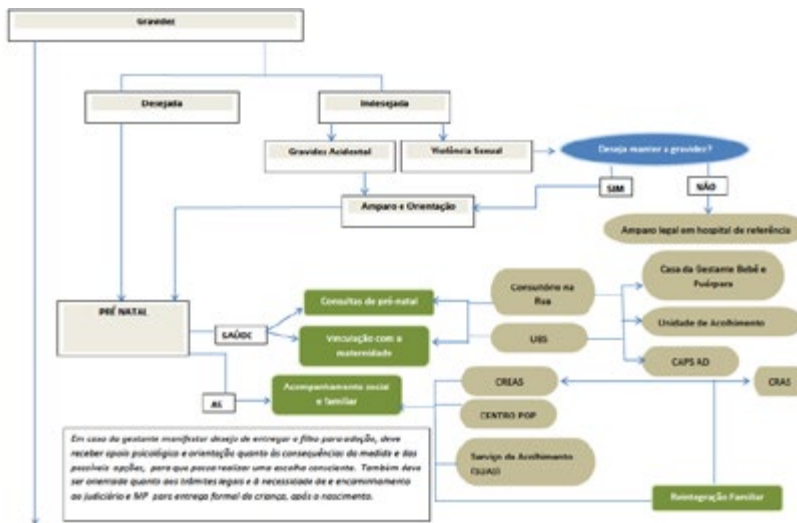 Gravidez
Desejada
Indesejada
Gravidez Acidental
Violência Sexual
Deseja manter a gravidez?
SIM
NÃO
Amparo e Orientação
Amparo legal em hospital de referência
PRÉ NATAL
SAÚDE
Consultas de pré-natal
Vinculação com a
maternidade
Consultório na
Rua
UBS
Casa da Gestante Bebê e
Puérpera
Unidade de Acolhimento
CAPS AD
AS
Acompanhamento social
e familiar
CREAS
CRAS
CENTRO POP
Serviço de Acolhimento
(SUAS)
Reintegração Familiar
Em caso da gestante manifestar desejo de entregar o filho para adoção, deve
receber apoio psicológico e orientação quanto às consequências da medida e das
possíveis opções, para que possa realizar uma escolha consciente. Também deve
ser orientada quanto aos trâmites legais e à necessidade de e encaminhamento
ao judiciário e MP para entrega formal da criança, após o nascimento.